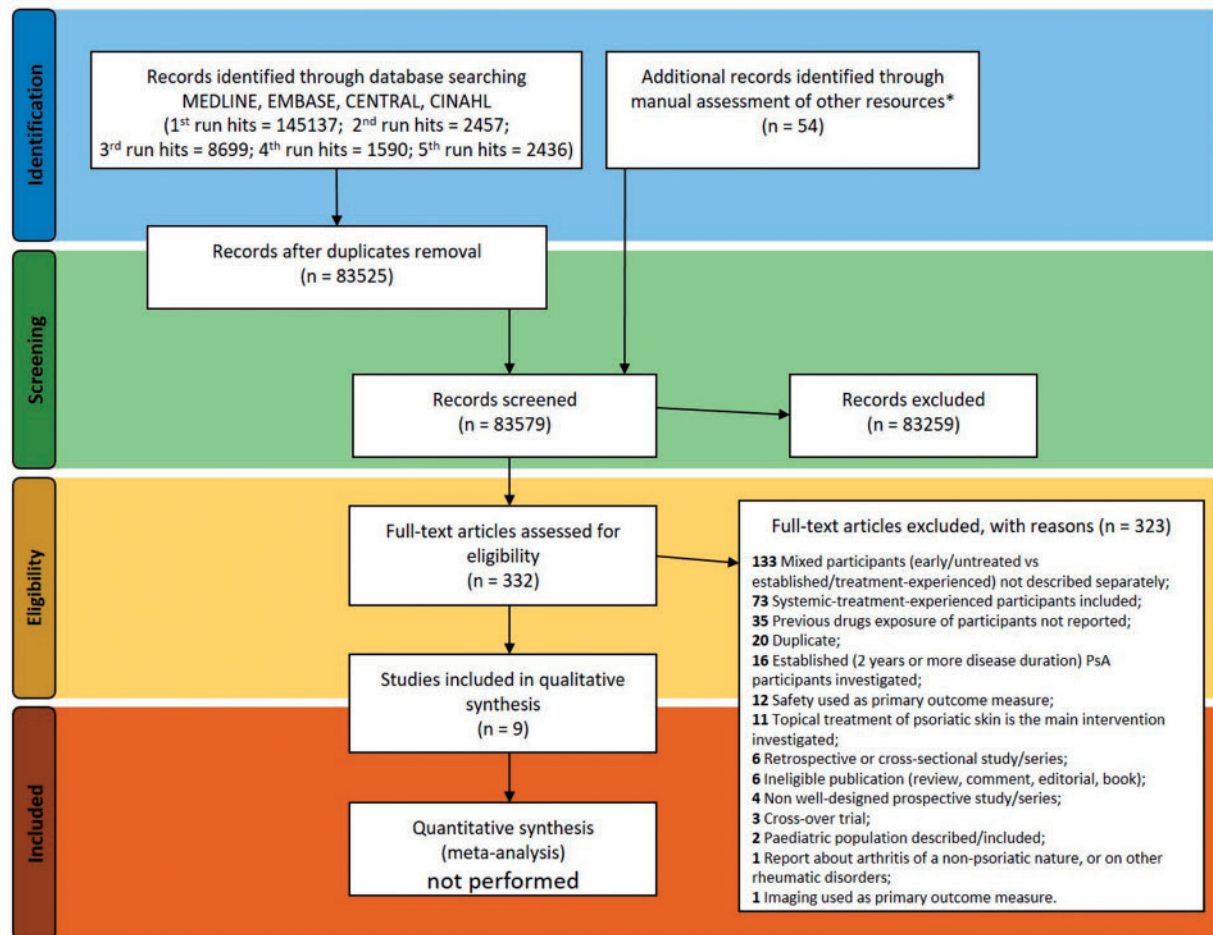 Identification
Records identified through database searching
MEDLINE, EMBASE, CENTRAL, CINAHL
(1st run hits = 145137; 2nd run hits = 2457;
3rd run hits = 8699; 4th run hits = 1590; 5th run hits = 2436)
Additional records identified through
manual assessment of other resources*
(n = 54)
Records after duplicates removal
(n = 83525)
Screening
Records screened
(n = 83579)
Records excluded
(n = 83259)
Eligibility
Full-text articles assessed for
eligibility
(n = 332)
Full-text articles excluded, with reasons (n = 323)
133 Mixed participants (early/untreated vs
established/treatment-experienced) not described separately;
73 Systemic-treatment-experienced participants included;
35 Previous drugs exposure of participants not reported;
20 Duplicate;
16 Established (2 years or more disease duration) PsA
participants investigated;
12 Safety used as primary outcome measure;
11 Topical treatment of psoriatic skin is the main intervention
investigated;
6 Retrospective or cross-sectional study/series;
6 Ineligible publication (review, comment, editorial, book);
4 Non well-designed prospective study/series;
3 Cross-over trial;
2 Paediatric population described/included;
1 Report about arthritis of a non-psoriatic nature, or on other
rheumatic disorders;
1 Imaging used as primary outcome measure.
Studies included in qualitative
synthesis
(n = 9)
Included
Quantitative synthesis
(meta-analysis)
not performed